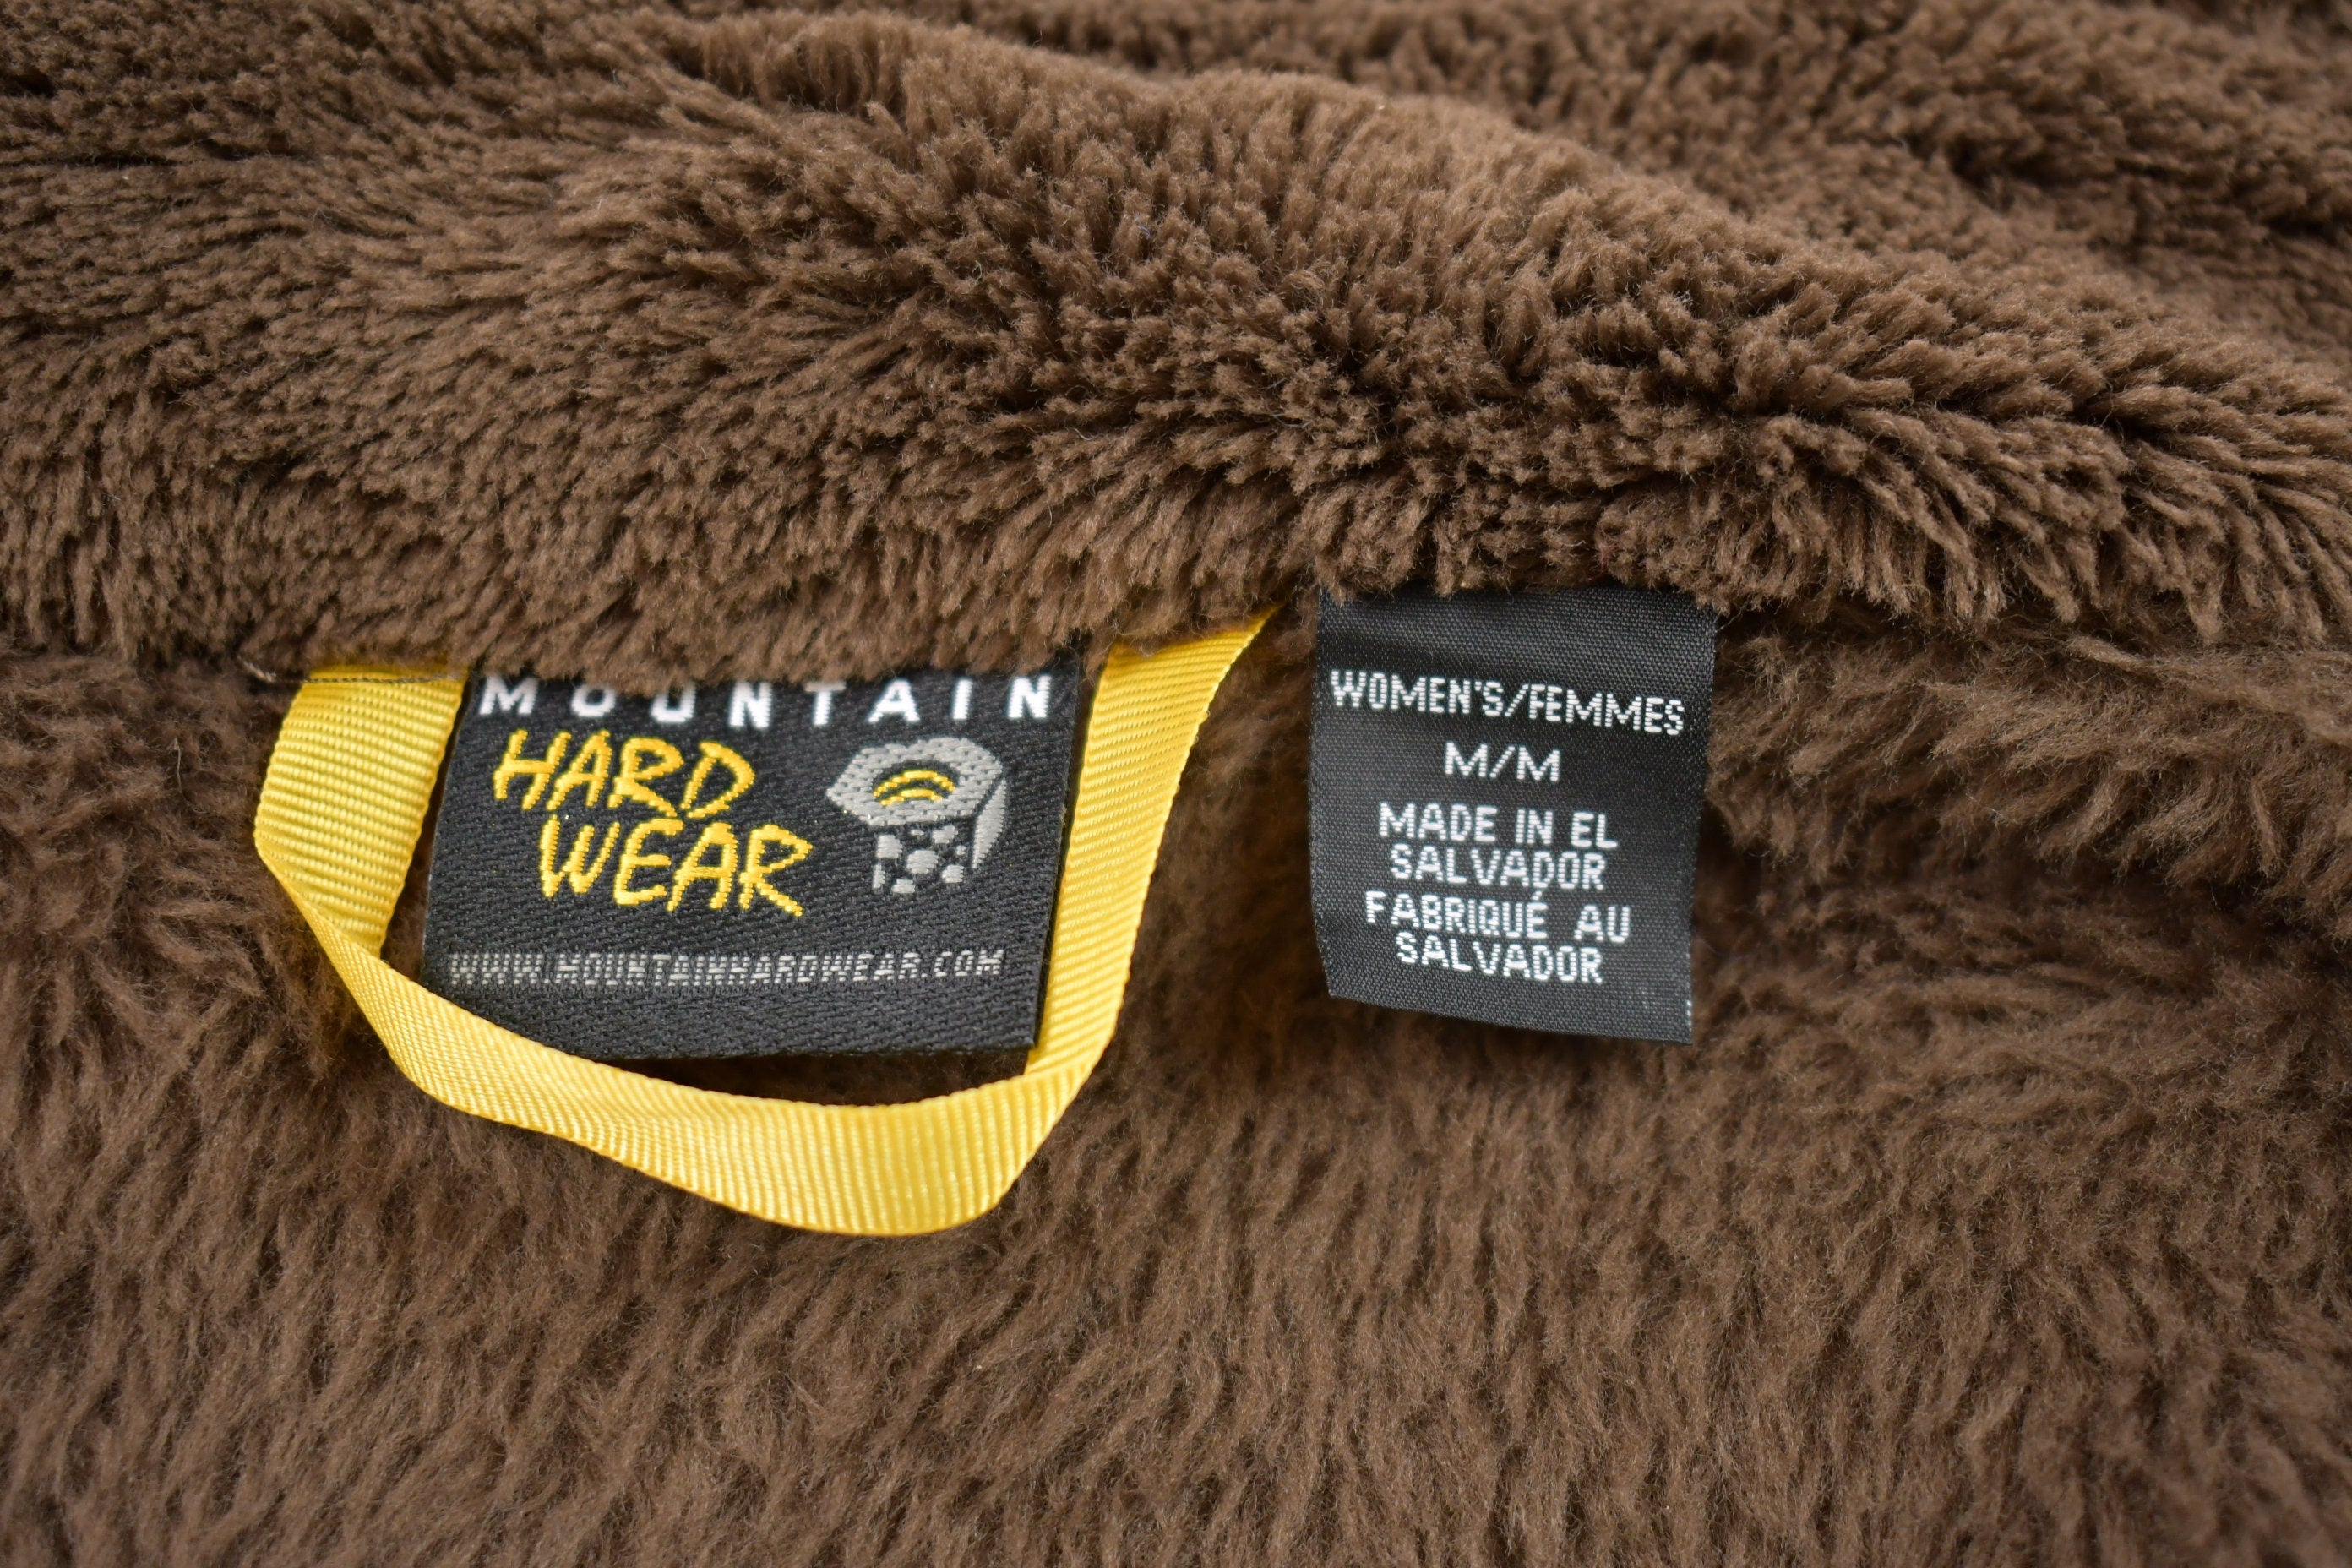 MOUNTAIN
HARD
WEAR
WWW.MOUNTAINHARDWEAR.COM
WOMEN'S/FEMMES
M/M
MADE IN EL
SALVADOR
FABRIQUÉ AU
SALVADOR